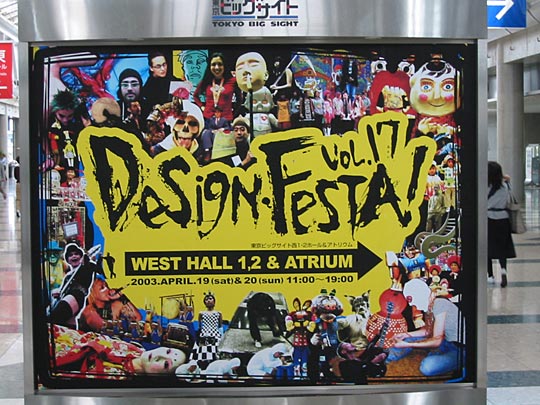 東京ビッグサイト
TOKYO BIG SIGHT
VOL.17
DeSigN・FeSTA!
東京ビッグサイト西1・2ホール&アトリウム
WEST HALL 1,2 & ATRIUM
2003.APRIL.19(sat)& 20(sun) 11:00〜19:00